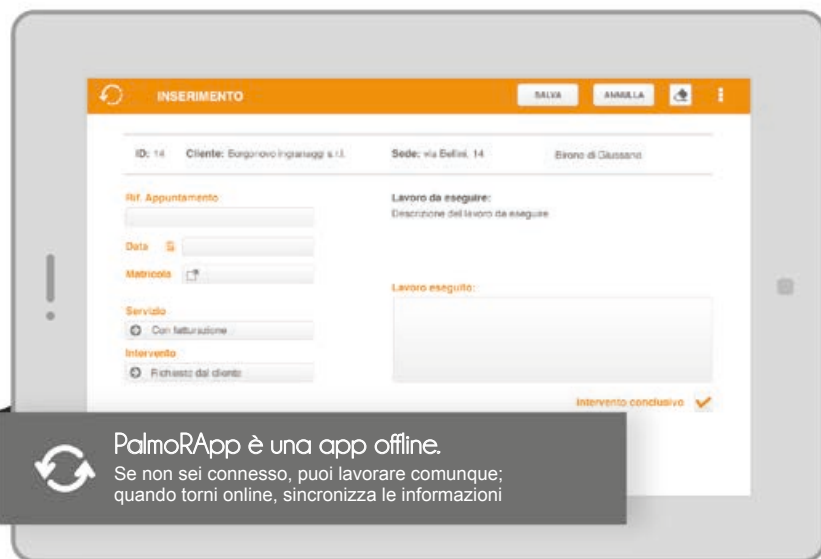 INSERIMENTO
SALVA
ANNULLA
ID: 14 Cliente: Borgonovo ingranaggi s.r.l. Sede: via Bellini, 14 Birono di Giussano
Rif. Appuntamento
Lavoro da eseguire:
Descrizione del lavoro da eseguire
Data
Matricola
Lavoro eseguito:
Servizio
Con fatturazione
Intervento
Richiesto dal cliente
Intervento conclusivo
PalmoRApp è una app offline.
Se non sei connesso, puoi lavorare comunque;
quando torni online, sincronizza le informazioni